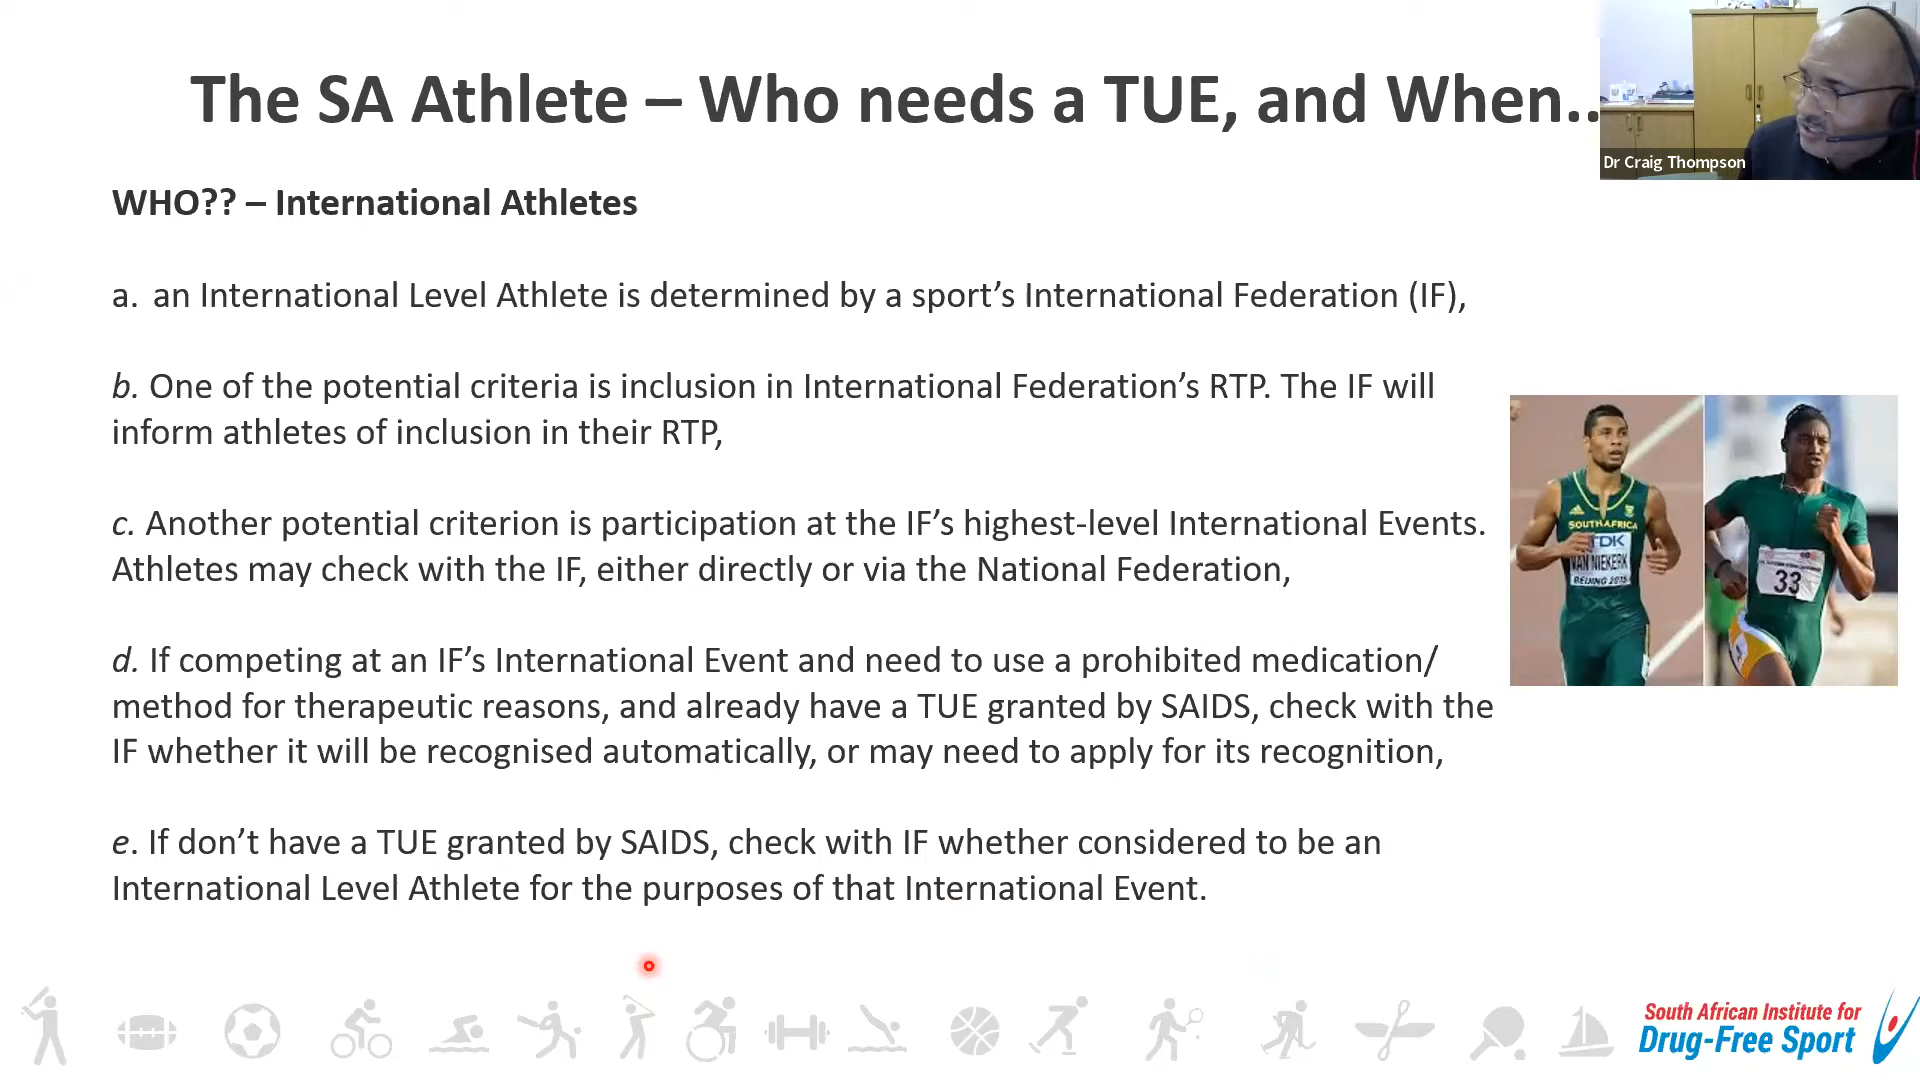 The SA Athlete – Who needs a TUE, and When..
Dr Craig Thompson
WHO?? – International Athletes
a. an International Level Athlete is determined by a sport’s International Federation (IF),
b. One of the potential criteria is inclusion in International Federation’s RTP. The IF will
inform athletes of inclusion in their RTP,
c. Another potential criterion is participation at the IF’s highest-level International Events.
Athletes may check with the IF, either directly or via the National Federation,
d. If competing at an IF’s International Event and need to use a prohibited medication/
method for therapeutic reasons, and already have a TUE granted by SAIDS, check with the
IF whether it will be recognised automatically, or may need to apply for its recognition,
e. If don’t have a TUE granted by SAIDS, check with IF whether considered to be an
International Level Athlete for the purposes of that International Event.
SOUTH AFRICA
TDK
VAN NIEKERK
BEIJING 2015
33
South African Institute for
Drug-Free Sport